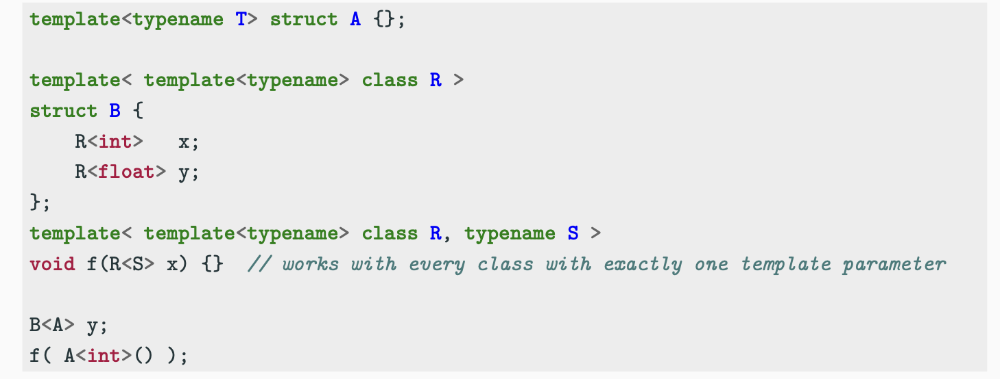 template<typename T> struct A {};
template< template<typename> class R >
struct B {
    R<int>   x;
    R<float> y;
};
template< template<typename> class R, typename S >
void f(R<S> x) {}  // works with every class with exactly one template parameter
B<A> y;
f( A<int>() );